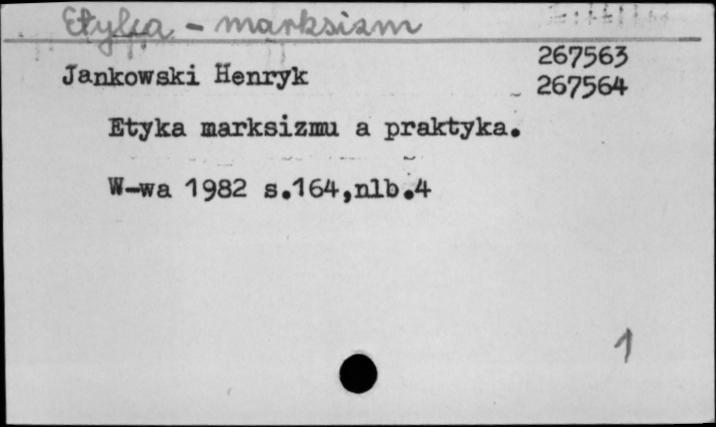 Etyka - marksizm
267563
Jankowski Henryk
267564
Etyka marksizmu a praktyka.
W-wa 1982 s.164,nlb.4
1